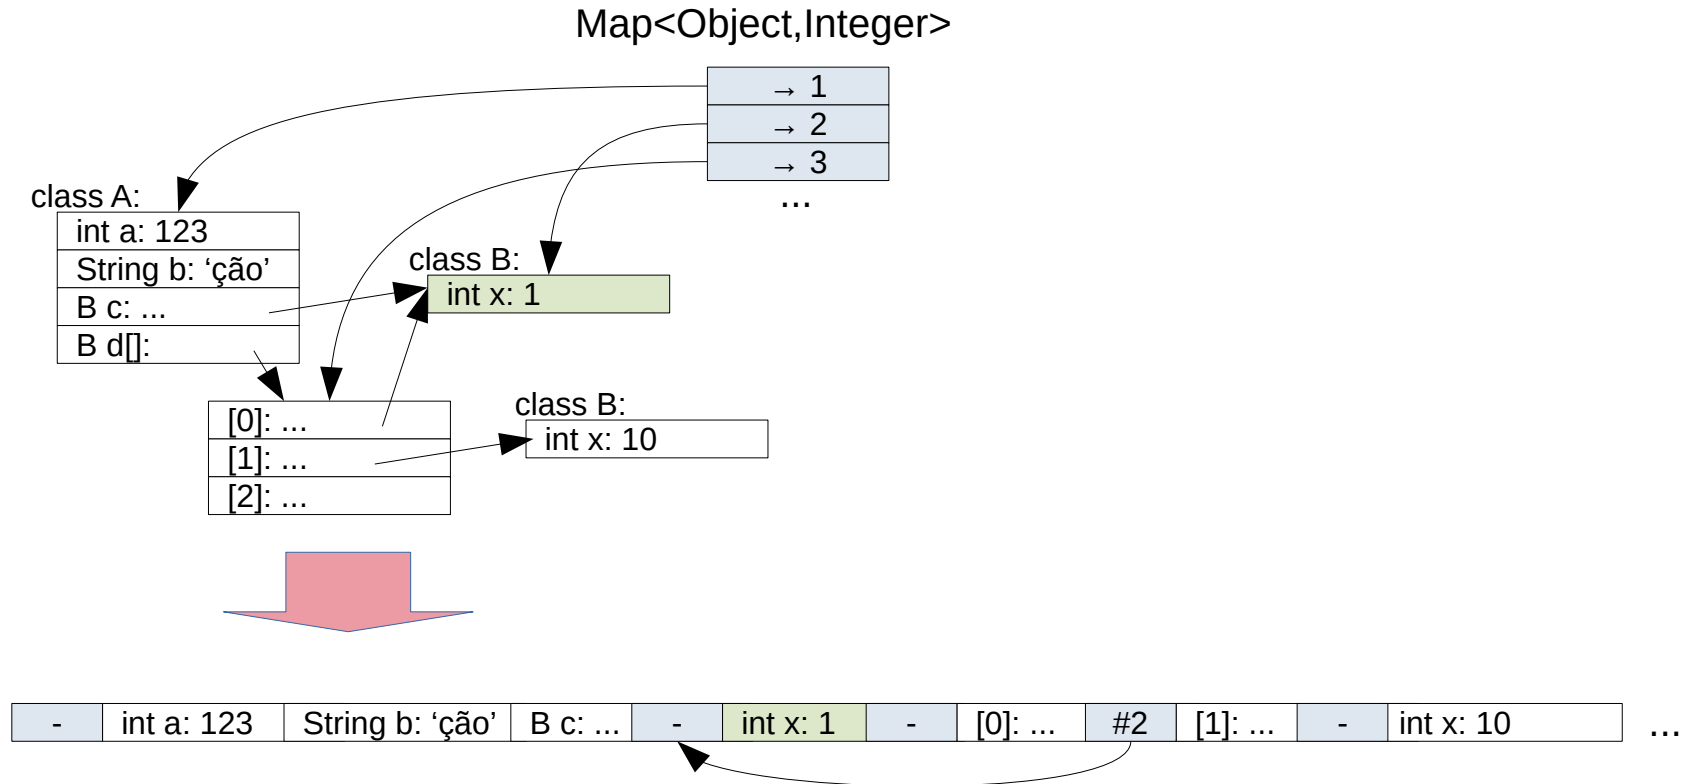 Map<Object,Integer>
→ 1
→ 2
→ 3
...
class A:
int a: 123
String b: ‘ção’
B c: ...
B d[]:
class B:
int x: 1
[0]: ...
[1]: ...
[2]: ...
class B:
int x: 10
- int a: 123 String b: ‘ção’ B c: ... - int x: 1 - [0]: ... #2 [1]: ... - int x: 10 ...